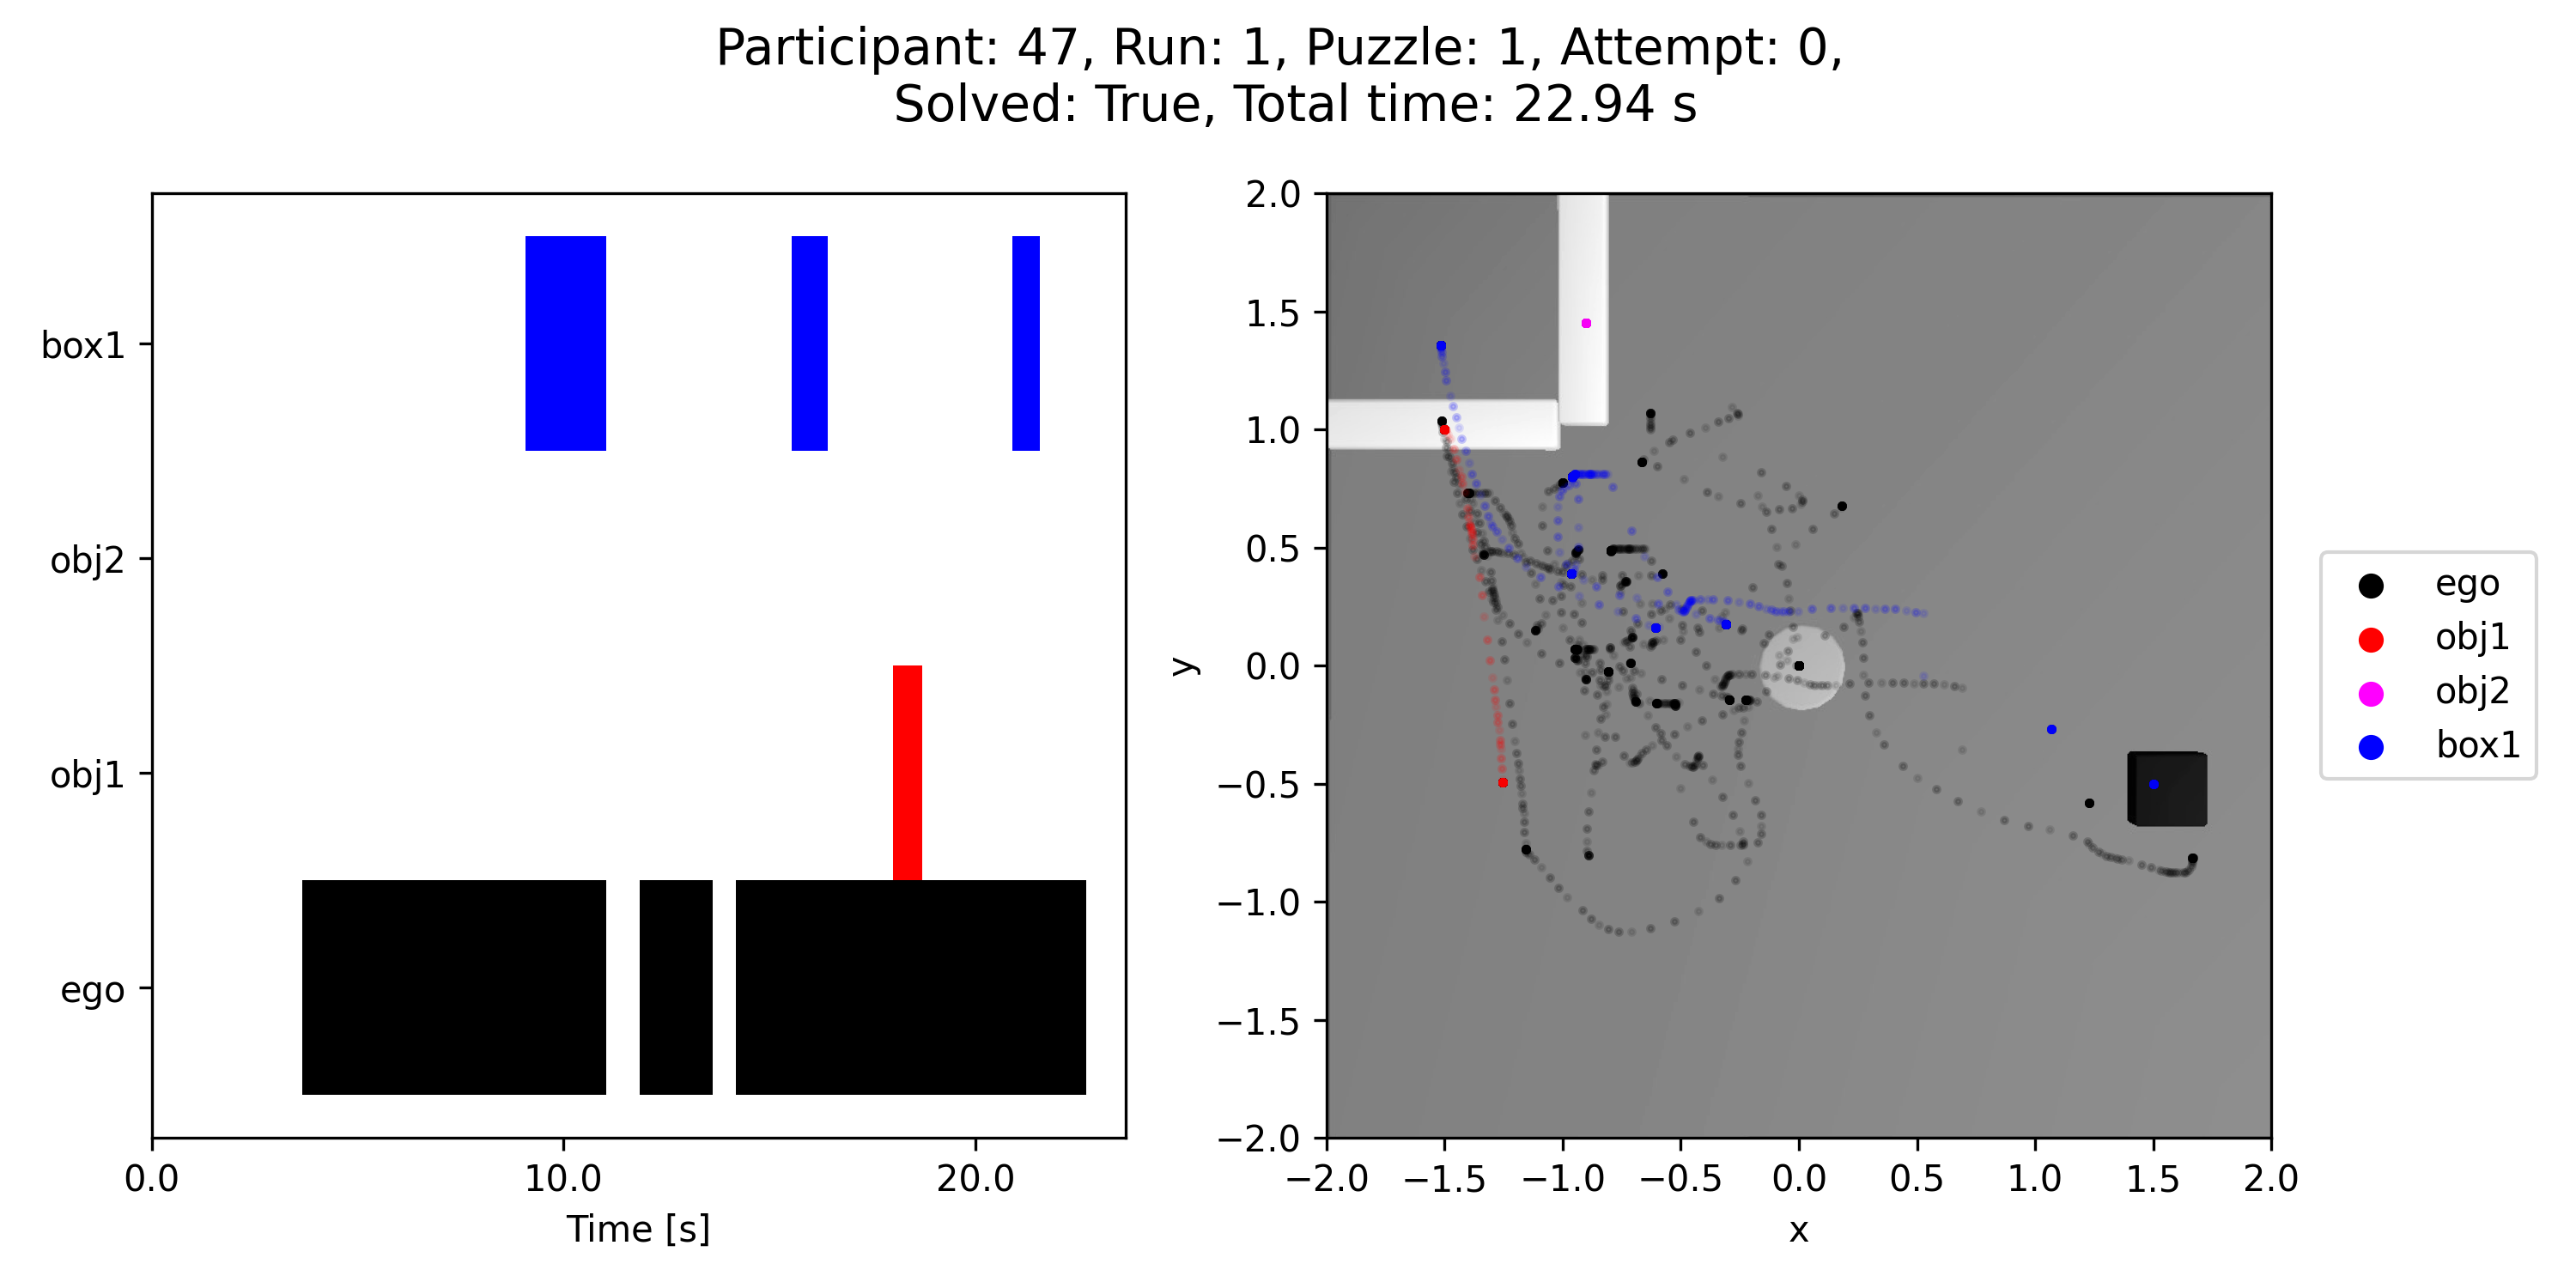 Participant: 47, Run: 1, Puzzle: 1, Attempt: 0,
Solved: True, Total time: 22.94 s
box1
obj2
obj1
ego
0.0 10.0 20.0
Time [s]
2.0
1.5
1.0
0.5
0.0
−0.5
−1.0
−1.5
−2.0
y
−2.0 −1.5 −1.0 −0.5 0.0 0.5 1.0 1.5 2.0
x
ego
obj1
obj2
box1